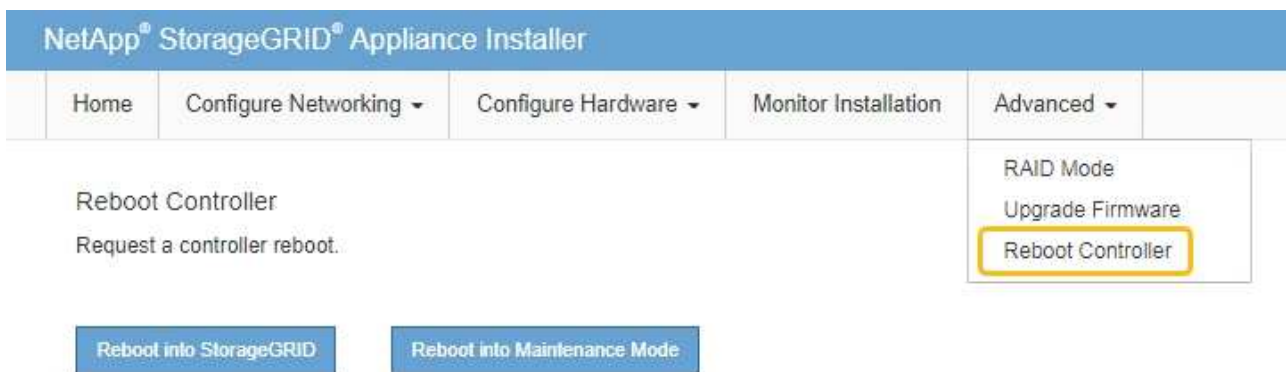 NetApp® StorageGRID® Appliance Installer
Home Configure Networking Configure Hardware Monitor Installation Advanced
RAID Mode
Upgrade Firmware
Reboot Controller
Reboot Controller
Request a controller reboot.
Reboot into StorageGRID Reboot into Maintenance Mode